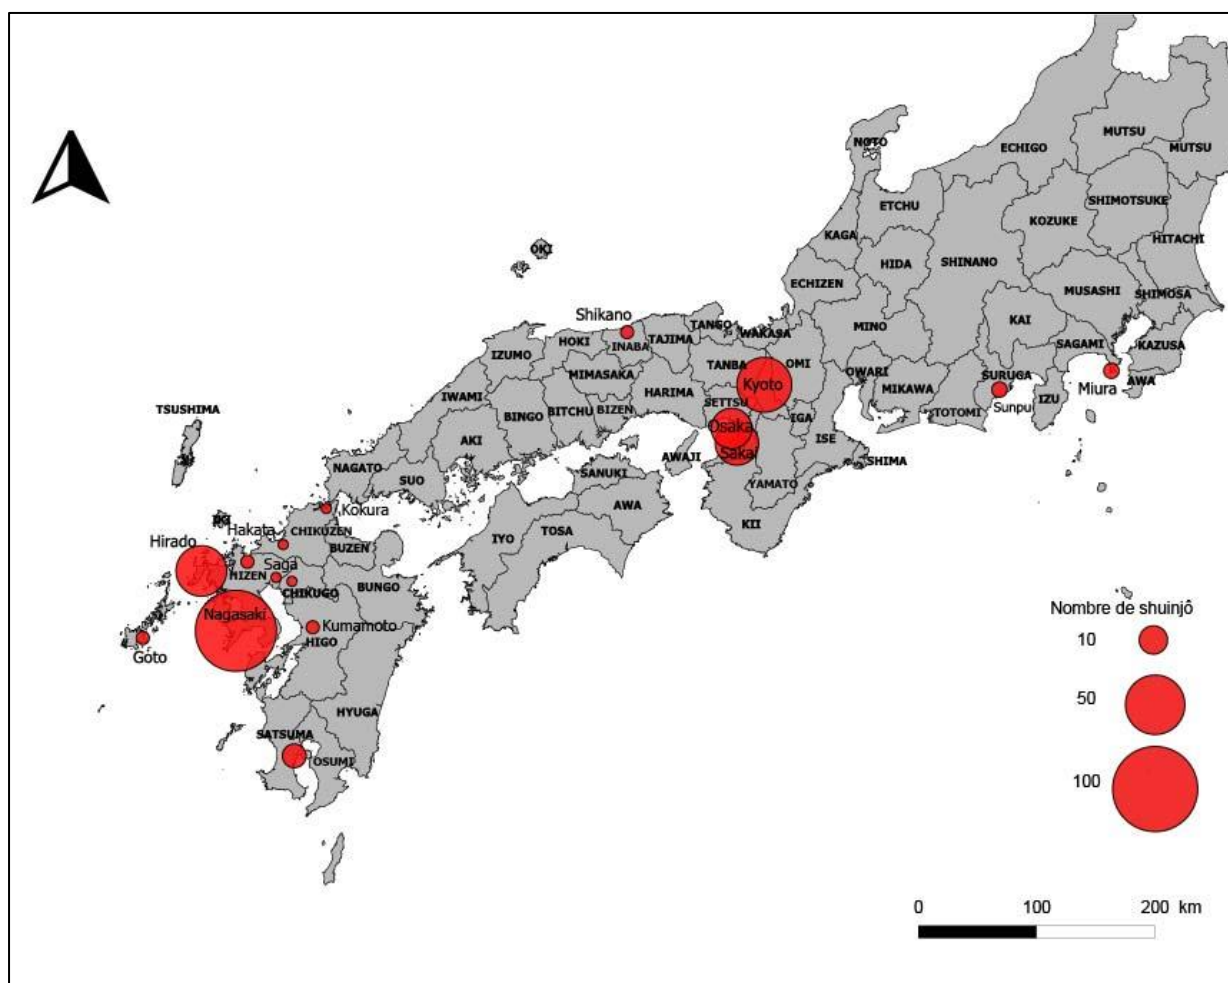 MUTSU
NOTO
ECHIGO
MUTSU
ETCHU
SHIMOTSUKE
KOZUKE
KAGA
HITACHI
OKI
HIDA
SHINANO
ECHIZEN
MUSASHI
SHIMOSA
Shikano
TANGO
WAKASA
KAI
MINO
HOKI
INABA
TAJIMA
SAGAMI
KAZUSA
IZUMO
TANBA
OMI
MIMASAKA
OWARI
SURUGA
AWA
Kyoto
MIKAWA
Miura
IWAMI
HARIMA
SETTSU
IZU
TSUSHIMA
BINGO
BITCHU
BIZEN
TOTOMI
Sunpu
IGA
Osaka
ISE
AKI
Sakai
AWAJI
SHIMA
NAGATO
SUO
SANUKI
YAMATO
Kokura
AWA
KII
Hakata
CHIKUZEN
TOSA
IYO
Hirado
BUZEN
Saga
HIZEN
BUNGO
CHIKUGO
Nombre de shuinjô
Nagasaki
Kumamoto
10
HIGO
Goto
50
HYUGA
SATSUMA
OSUMI
100
0 100 200 km